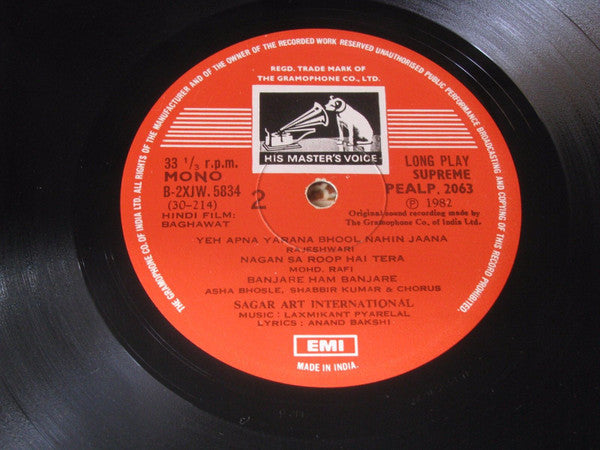 ALL RIGHTS OF THE MANUFACTURER AND OF THE OWNER OF THE RECORDED WORK RESERVED UNAUTHORISED PUBLIC PERFORMANCE BROADCASTING AND COPYING OF THIS RECORD PROHIBITED.
THE GRAMOPHONE CO. OF INDIA LTD.
REGD. TRADE MARK OF
THE GRAMOPHONE CO., LTD.
HIS MASTER'S VOICE
33 1/3 r.p.m.
MONO
B-2XJW. 5834
(30-214)
HINDI FILM:
BAGHAWAT
2
LONG PLAY
SUPREME
PEALP. 2063
Ⓟ 1982
Original sound recording made by
The Gramophone Co. of India Ltd.
YEH APNA YARANA BHOOL NAHIN JAANA
RAJESHWARI
NAGAN SA ROOP HAI TERA
MOHD. RAFI
BANJARE HAM BANJARE
ASHA BHOSLE, SHABBIR KUMAR & CHORUS
SAGAR ART INTERNATIONAL
MUSIC : LAXMIKANT PYARELAL
LYRICS : ANAND BAKSHI
EMI
MADE IN INDIA.